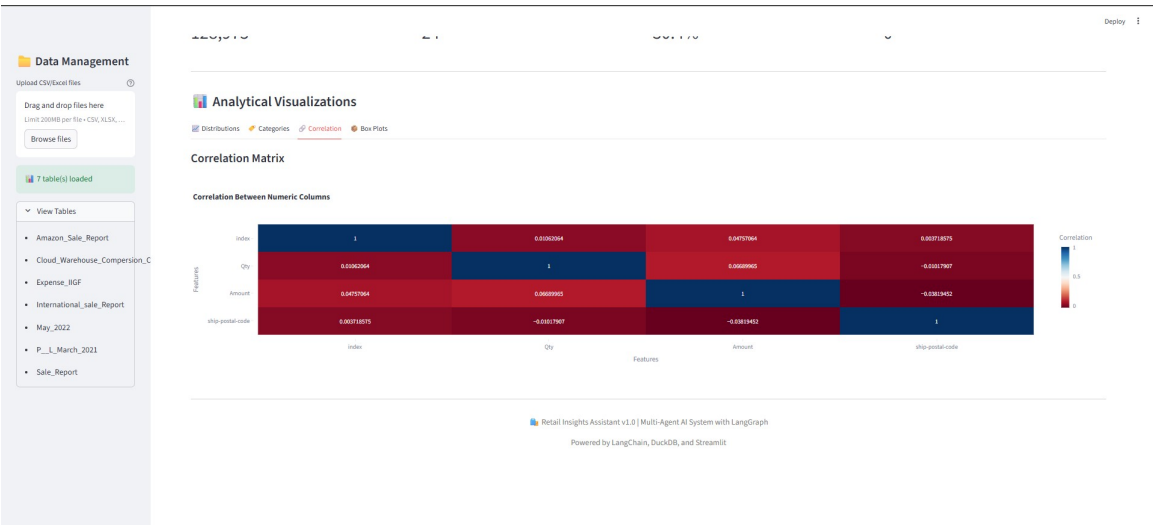 Deploy
Data Management
Upload CSV/Excel files
Drag and drop files here
Limit 200MB per file • CSV, XLSX, ...
Browse files
7 table(s) loaded
View Tables
Amazon_Sale_Report
Cloud_Warehouse_Compersion_C
Expense_IIGF
International_sale_Report
May_2022
P__L_March_2021
Sale_Report
Analytical Visualizations
Distributions Categories Correlation Box Plots
Correlation Matrix
Correlation Between Numeric Columns
Features
index 1 0.01062064 0.04757064 0.003718575
Qty 0.01062064 1 0.06689965 −0.01017907
Amount 0.04757064 0.06689965 1 −0.03819452
ship-postal-code 0.003718575 −0.01017907 −0.03819452 1
index Qty Amount ship-postal-code
Features
Correlation
1
0.5
0
Retail Insights Assistant v1.0 | Multi-Agent AI System with LangGraph
Powered by LangChain, DuckDB, and Streamlit